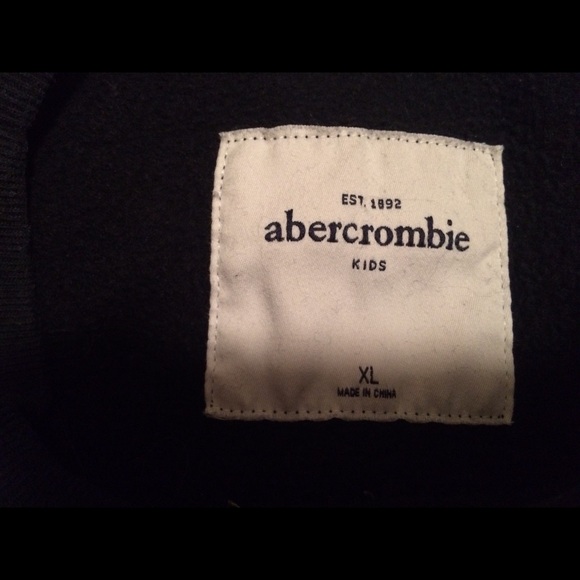 EST. 1892
abercrombie
KIDS
XL
MADE IN CHINA